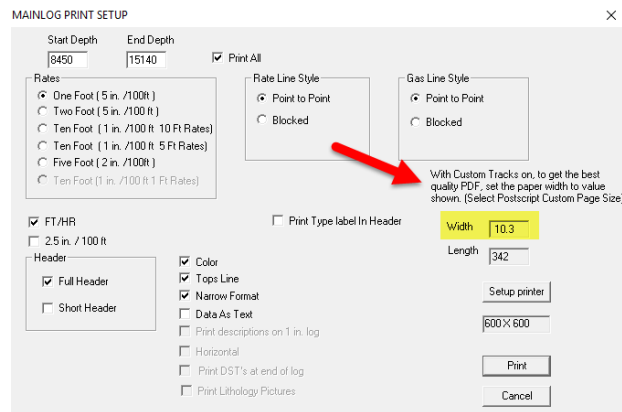 MAINLOG PRINT SETUP
Start Depth End Depth
8450 15140 Print All
Rates
One Foot ( 5 in. /100ft )
Two Foot ( 5 in. /100 ft )
Ten Foot ( 1 in. /100 ft 10 Ft Rates)
Ten Foot ( 1 in. /100 ft 5 Ft Rates)
Five Foot ( 2 in. /100ft )
Ten Foot (1 in. /100 ft 1 Ft Rates)
Rate Line Style
Point to Point
Blocked
Gas Line Style
Point to Point
Blocked
With Custom Tracks on, to get the best
quality PDF, set the paper width to value
shown. (Select Postscript Custom Page Size)
FT/HR
2.5 in. / 100 ft
Print Type label In Header
Width 10.3
Length 342
Header
Full Header
Short Header
Color
Tops Line
Narrow Format
Data As Text
Print descriptions on 1 in. log
Horizontal
Print DST's at end of log
Print Lithology Pictures
Setup printer
600 X 600
Print
Cancel